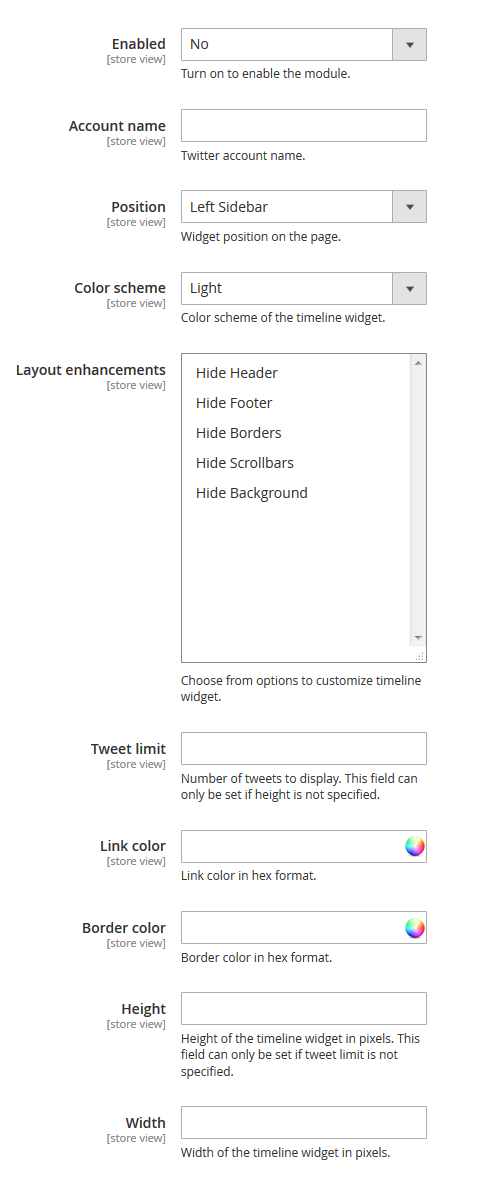 Enabled
[store view]
No
Turn on to enable the module.
Account name
[store view]
Twitter account name.
Position
[store view]
Left Sidebar
Widget position on the page.
Color scheme
[store view]
Light
Color scheme of the timeline widget.
Layout enhancements
[store view]
Hide Header
Hide Footer
Hide Borders
Hide Scrollbars
Hide Background
Choose from options to customize timeline
widget.
Tweet limit
[store view]
Number of tweets to display. This field can
only be set if height is not specified.
Link color
[store view]
Link color in hex format.
Border color
[store view]
Border color in hex format.
Height
[store view]
Height of the timeline widget in pixels. This
field can only be set if tweet limit is not
specified.
Width
[store view]
Width of the timeline widget in pixels.